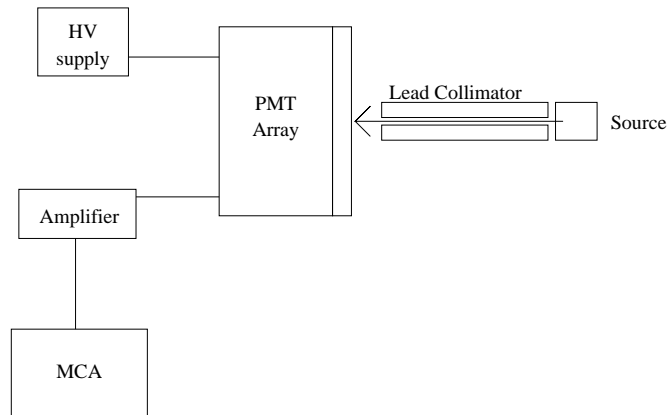 HV
supply
PMT
Array
Lead Collimator
Source
Amplifier
MCA